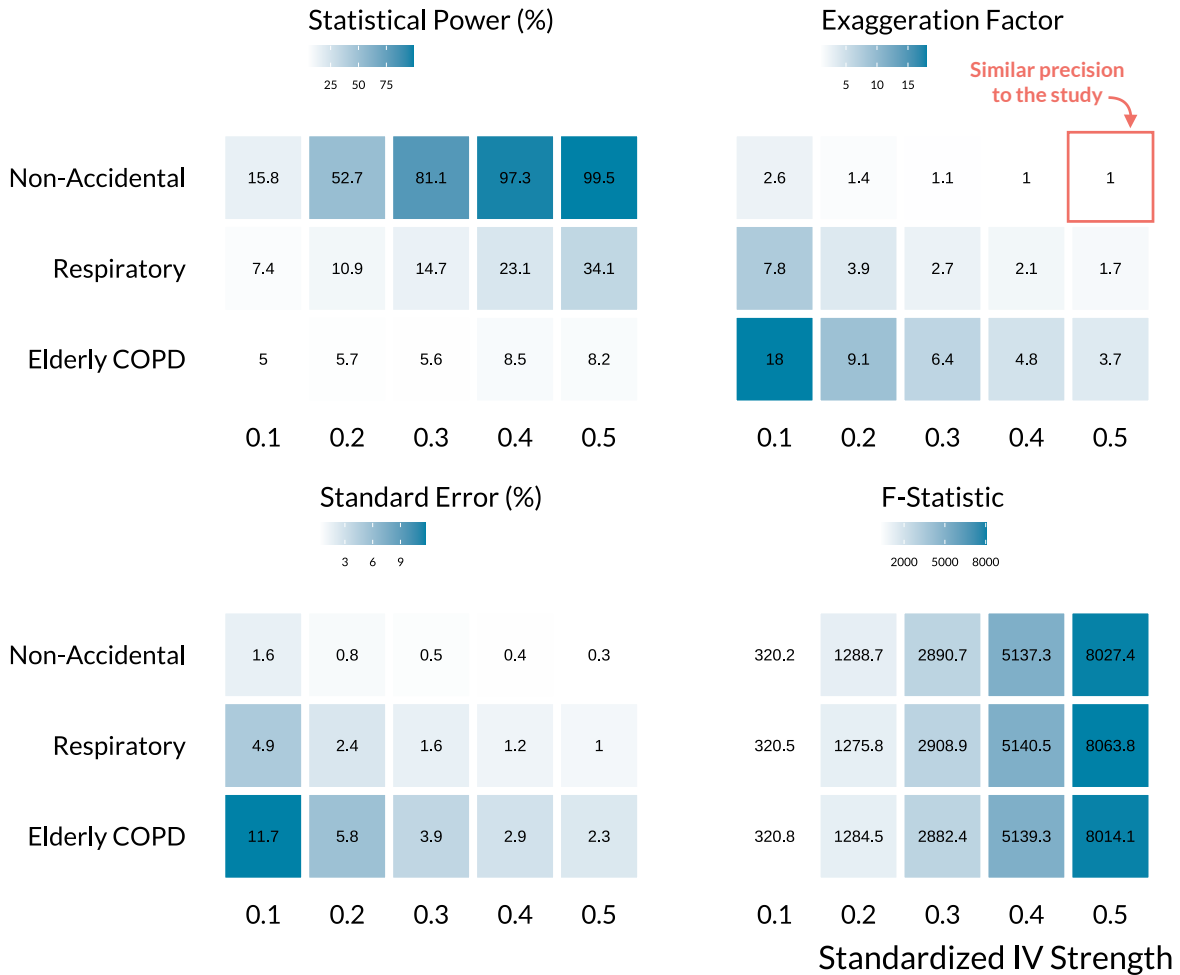 Statistical Power (%)
25 50 75
Exaggeration Factor
5 10 15
Similar precision
to the study
Non-Accidental 15.8 52.7 81.1 97.3 99.5 2.6 1.4 1.1 1 1
Respiratory 7.4 10.9 14.7 23.1 34.1 7.8 3.9 2.7 2.1 1.7
Elderly COPD 5 5.7 5.6 8.5 8.2 18 9.1 6.4 4.8 3.7
0.1 0.2 0.3 0.4 0.5 0.1 0.2 0.3 0.4 0.5
Standard Error (%)
3 6 9
F-Statistic
2000 5000 8000
Non-Accidental 1.6 0.8 0.5 0.4 0.3 320.2 1288.7 2890.7 5137.3 8027.4
Respiratory 4.9 2.4 1.6 1.2 1 320.5 1275.8 2908.9 5140.5 8063.8
Elderly COPD 11.7 5.8 3.9 2.9 2.3 320.8 1284.5 2882.4 5139.3 8014.1
0.1 0.2 0.3 0.4 0.5 0.1 0.2 0.3 0.4 0.5
Standardized IV Strength